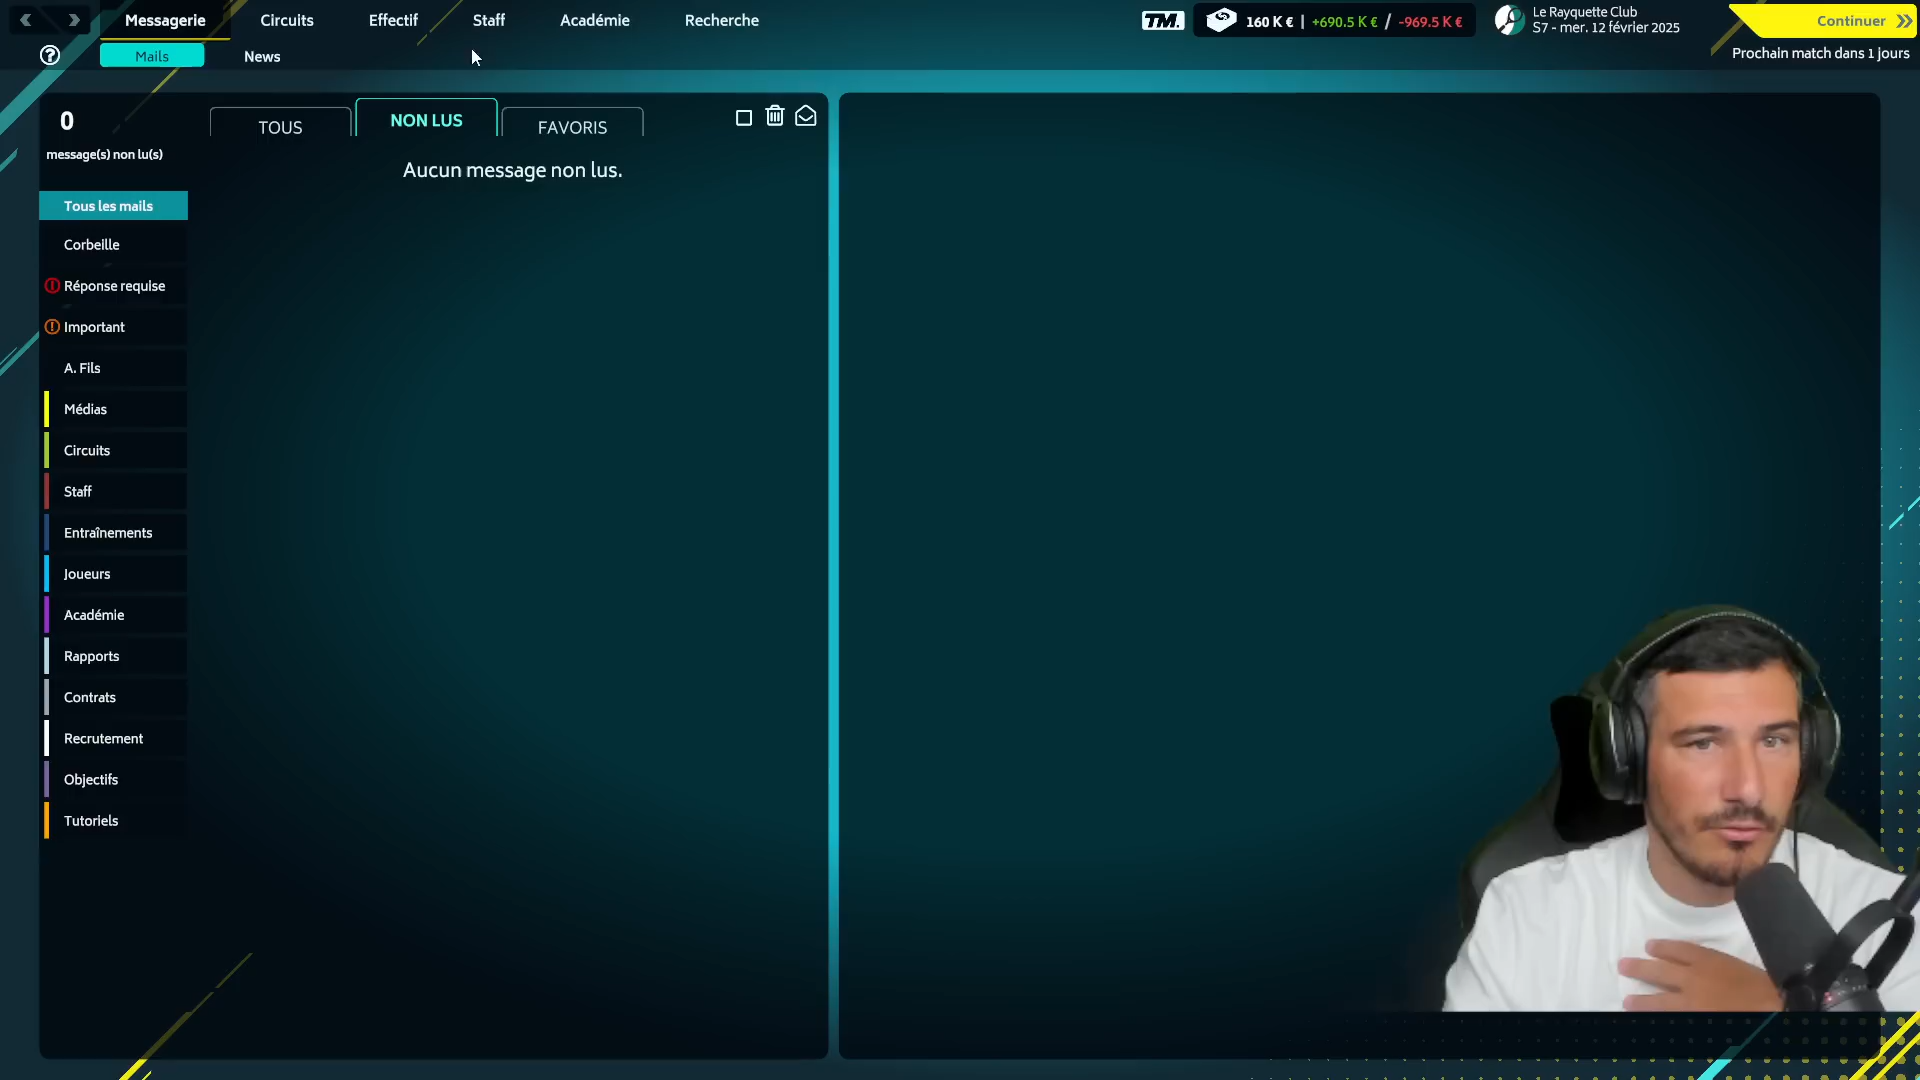 Messagerie
Circuits
Effectif
Staff
Académie
Recherche
TM.
160 K € | +690.5 K € / -969.5 K €
Le Rayquette Club
S7 - mer. 12 février 2025
Continuer
Prochain match dans 1 jours
?
Mails
News
0
message(s) non lu(s)
TOUS
NON LUS
FAVORIS
Aucun message non lus.
Tous les mails
Corbeille
Réponse requise
Important
A. Fils
Médias
Circuits
Staff
Entraînements
Joueurs
Académie
Rapports
Contrats
Recrutement
Objectifs
Tutoriels